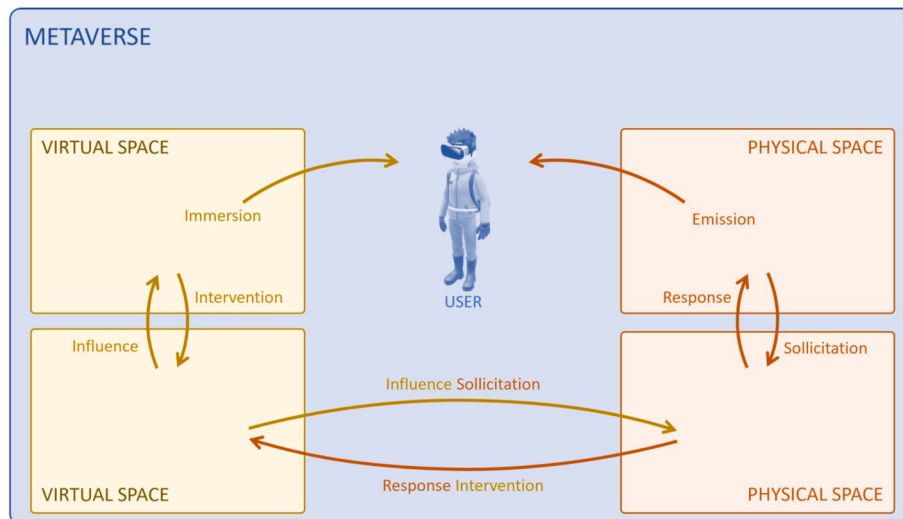 METAVERSE
VIRTUAL SPACE
PHYSICAL SPACE
Immersion
Emission
Intervention
USER
Response
Influence
Sollicitation
Influence Sollicitation
Response Intervention
VIRTUAL SPACE
PHYSICAL SPACE